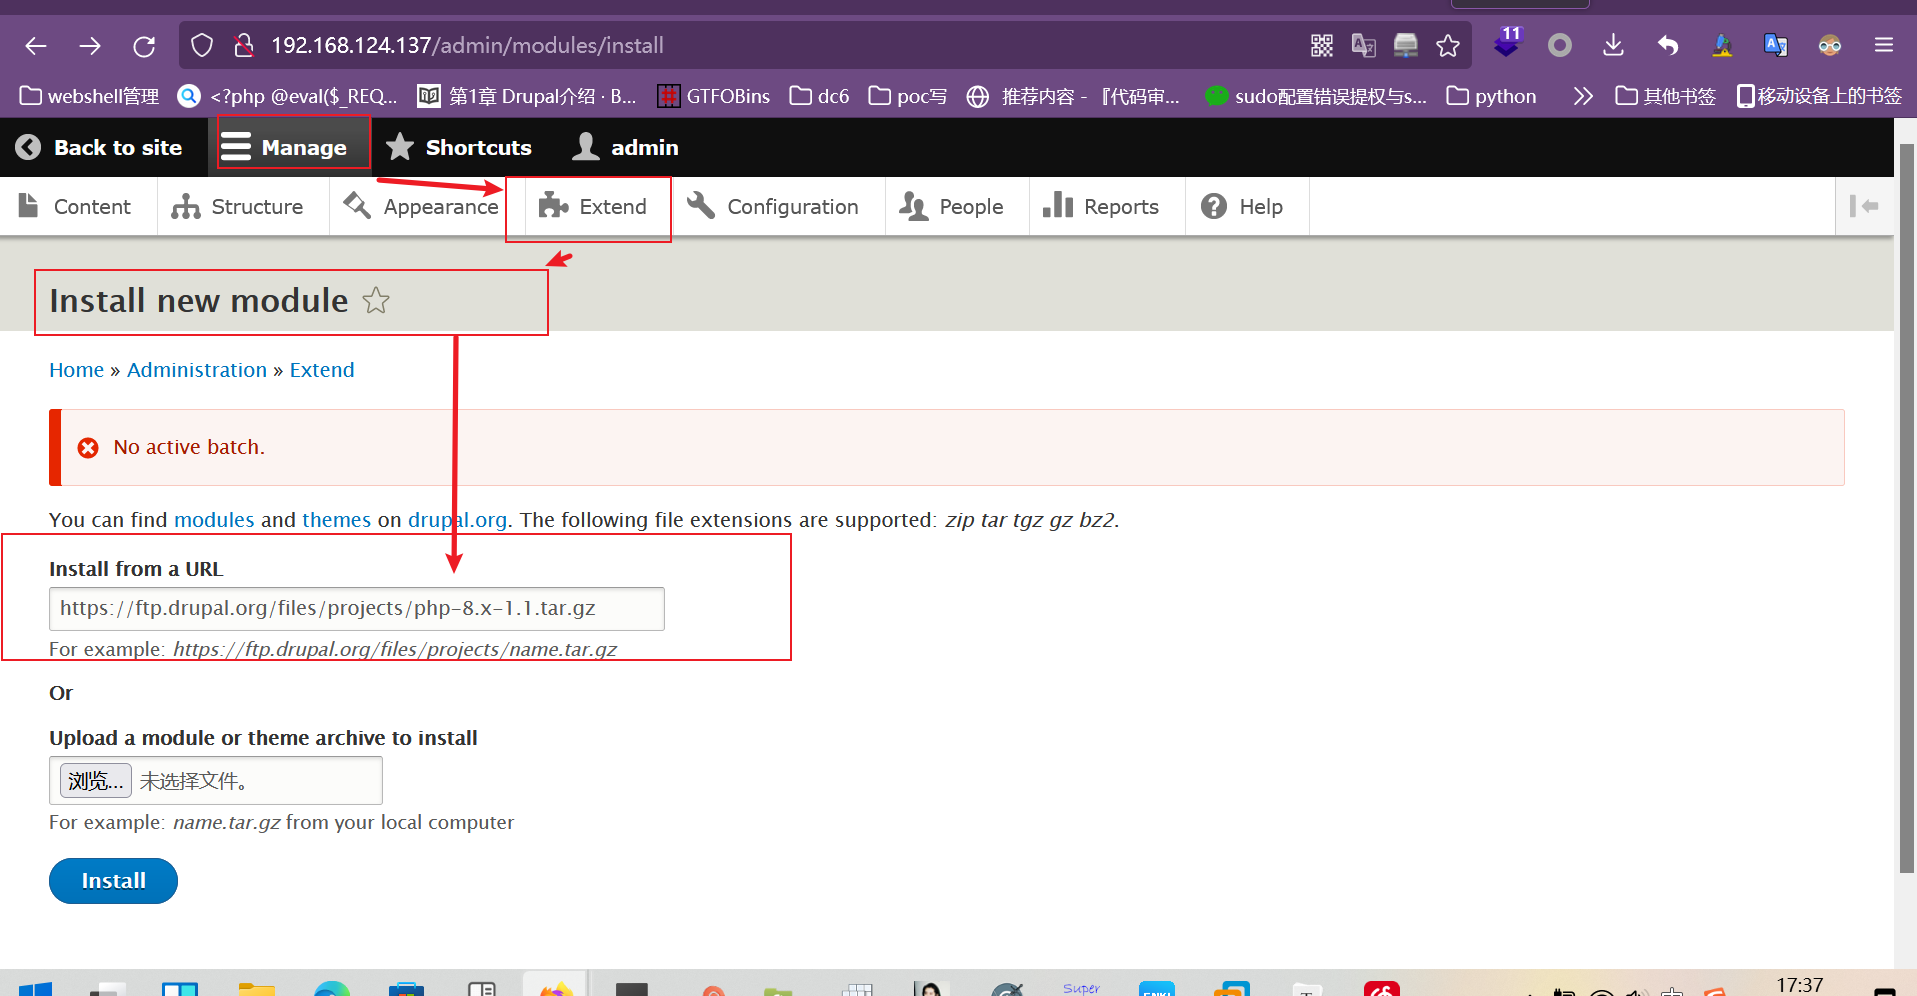 192.168.124.137/admin/modules/install
11
webshell管理
<?php @eval($_REQ...
第1章 Drupal介绍 · B...
GTFOBins
dc6
poc写
推荐内容 - 『代码审...
sudo配置错误提权与s...
python
其他书签
移动设备上的书签
Back to site
Manage
Shortcuts
admin
Content
Structure
Appearance
Extend
Configuration
People
Reports
Help
Install new module
Home » Administration » Extend
No active batch.
You can find modules and themes on drupal.org. The following file extensions are supported: zip tar tgz gz bz2.
Install from a URL
https://ftp.drupal.org/files/projects/php-8.x-1.1.tar.gz
For example: https://ftp.drupal.org/files/projects/name.tar.gz
Or
Upload a module or theme archive to install
浏览... 未选择文件。
For example: name.tar.gz from your local computer
Install
Super
17:37